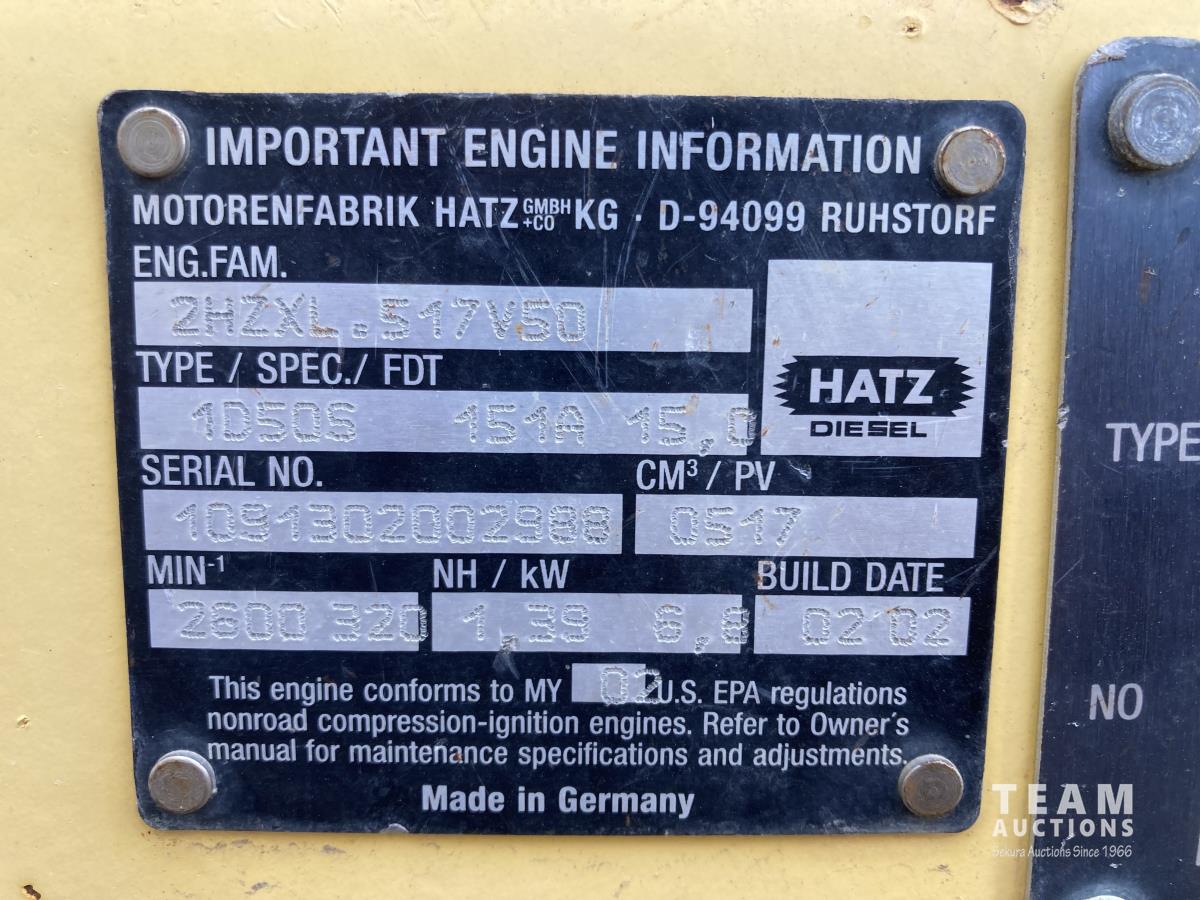 IMPORTANT ENGINE INFORMATION
MOTORENFABRIK HATZ GMBH +CO KG · D-94099 RUHSTORF
ENG.FAM.
2HZXL.517V50
TYPE / SPEC./ FDT
1D50S 151A 15,0
HATZ
DIESEL
SERIAL NO. CM³ / PV
1091302002988 0517
MIN-1 NH / kW BUILD DATE
2600 320 1,39 6,8 02 02
This engine conforms to MY 02 U.S. EPA regulations
nonroad compression-ignition engines. Refer to Owner's
manual for maintenance specifications and adjustments.
Made in Germany
TYPE
NO
TEAM
AUCTIONS
Sekura Auctions Since 1966